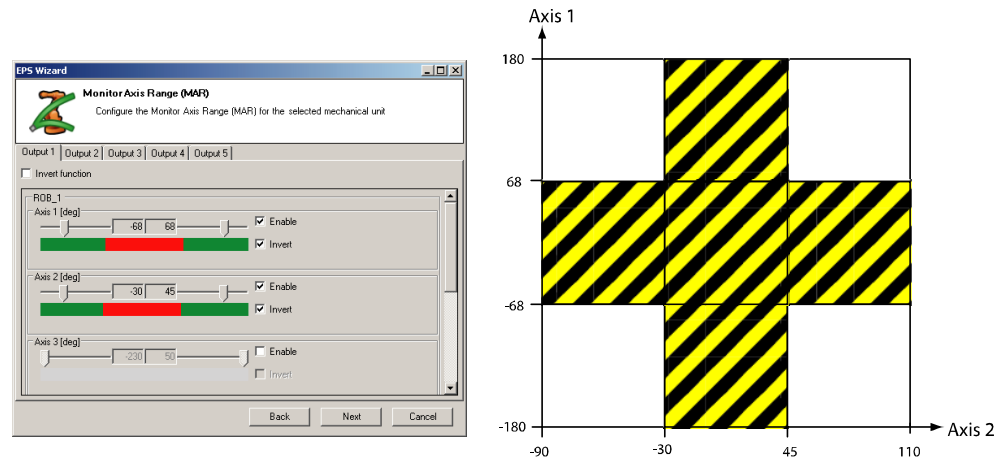 EPS Wizard
Monitor Axis Range (MAR)
Configure the Monitor Axis Range (MAR) for the selected mechanical unit
Output 1 Output 2 Output 3 Output 4 Output 5
Invert function
ROB_1
Axis 1 [deg]
-68 68
Enable
Invert
Axis 2 [deg]
-30 45
Enable
Invert
Axis 3 [deg]
-230 50
Enable
Invert
Back Next Cancel
Axis 1
180
68
-68
-180
Axis 2
-90 -30 45 110